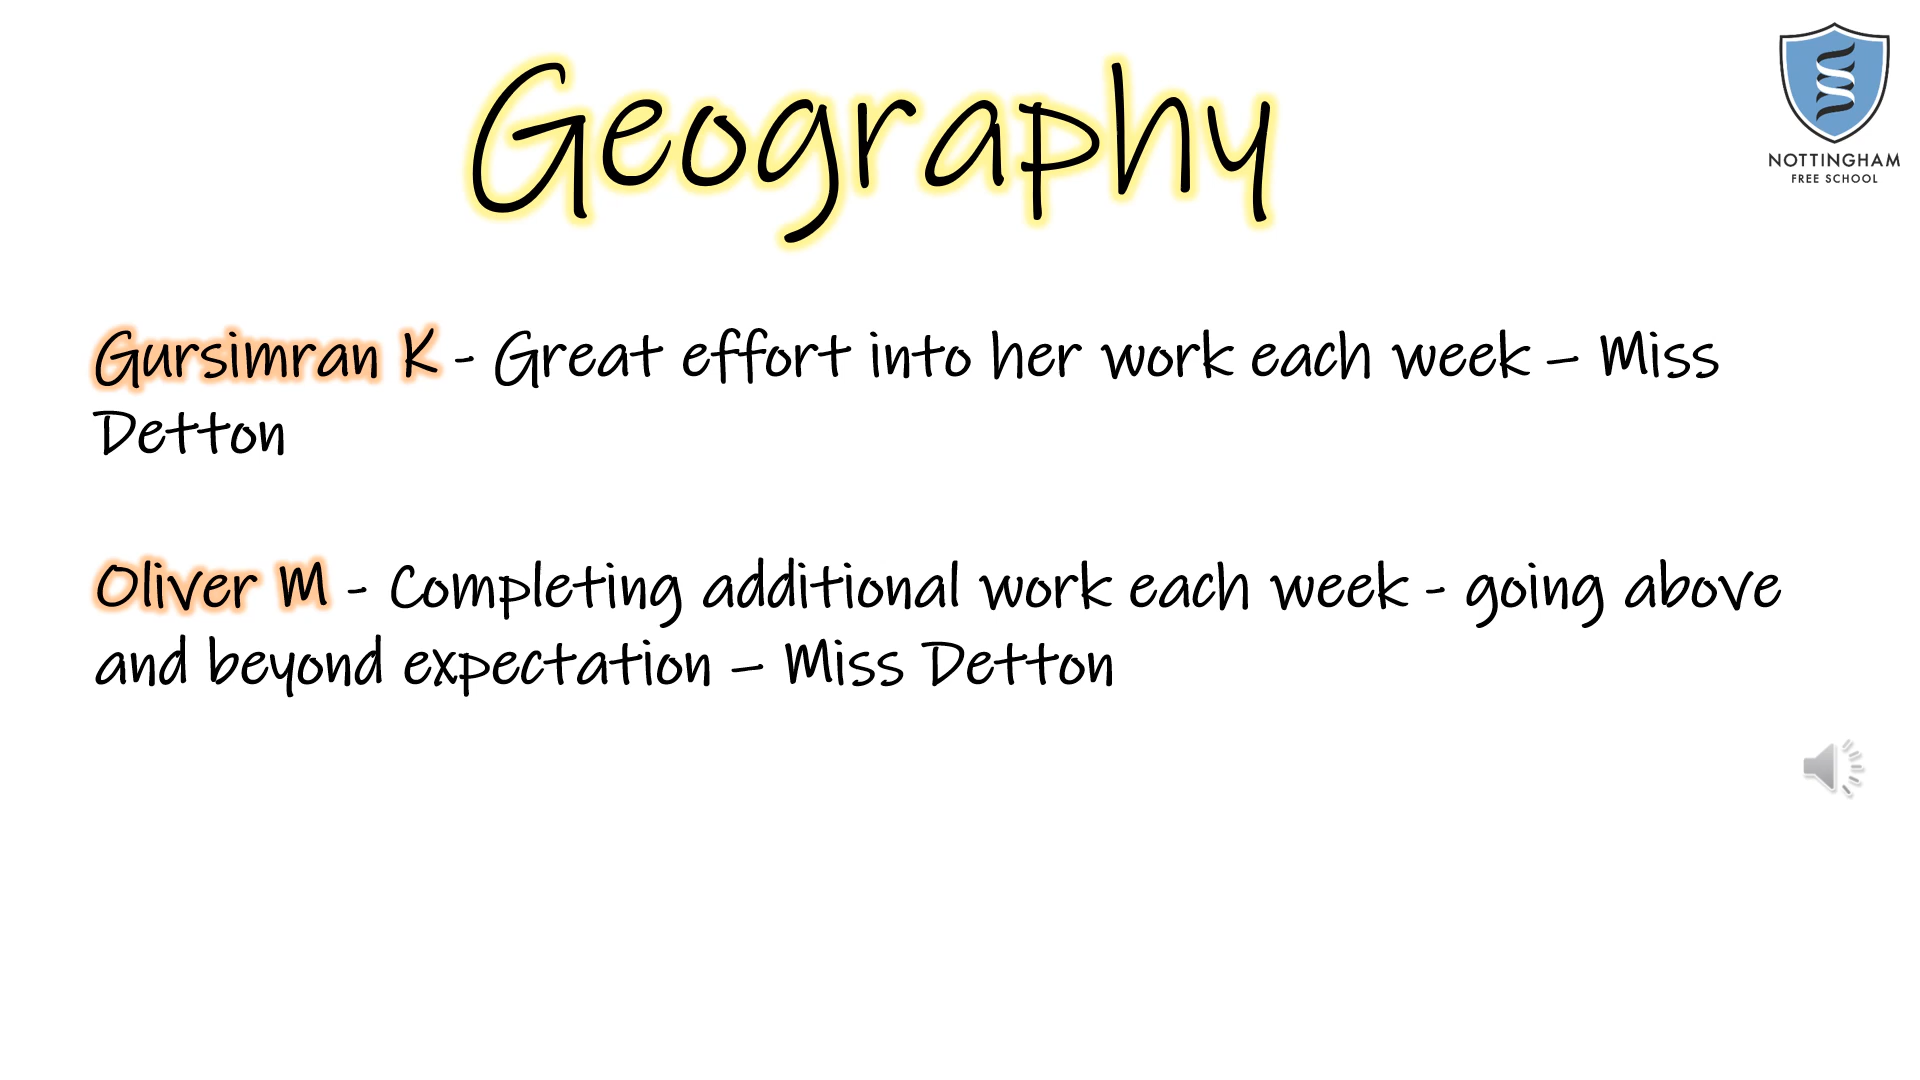 Geography
NOTTINGHAM
FREE SCHOOL
Gursimran K - Great effort into her work each week – Miss
Detton
Oliver M - Completing additional work each week - going above
and beyond expectation – Miss Detton